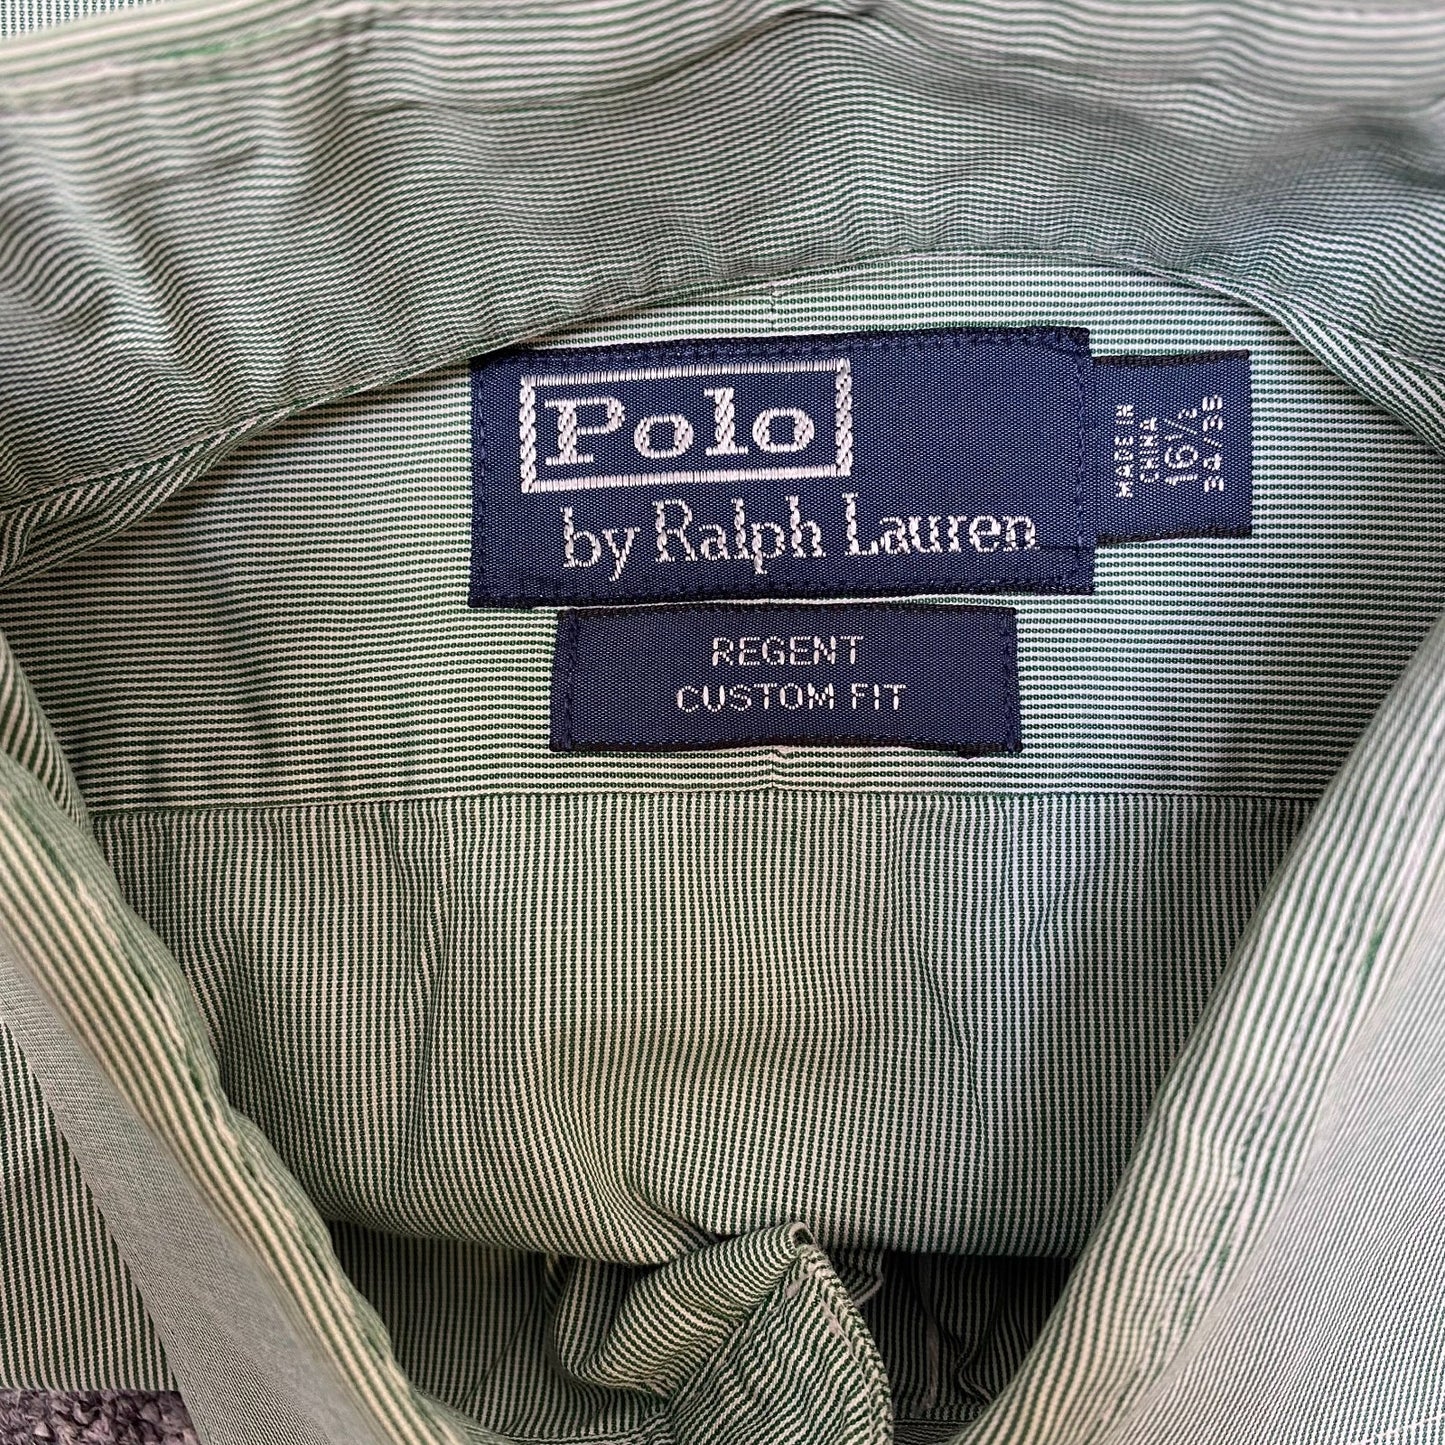 Polo
by Ralph Lauren
MADE IN
CHINA
16½
34/35
REGENT
CUSTOM FIT